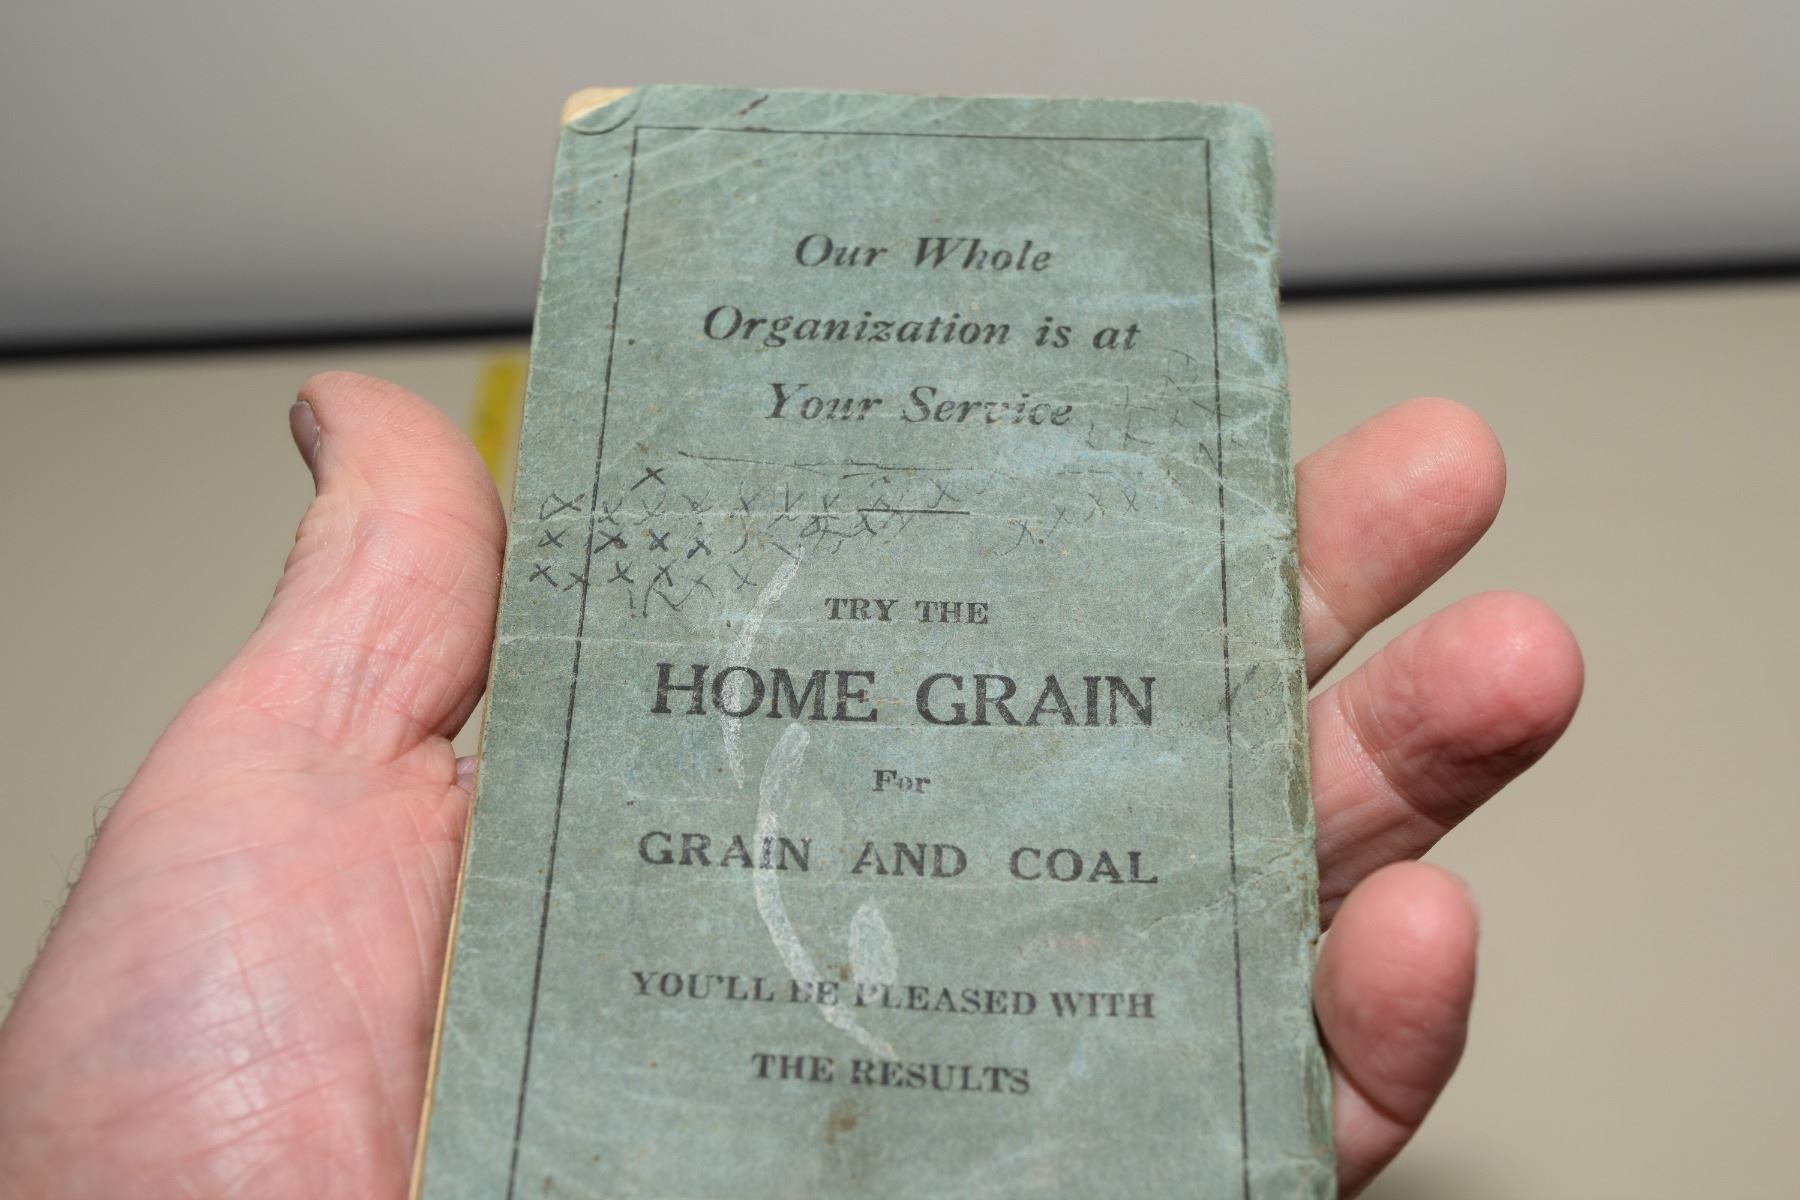 Our Whole
Organization is at
Your Service
TRY THE
HOME GRAIN
For
GRAIN AND COAL
YOU'LL BE PLEASED WITH
THE RESULTS